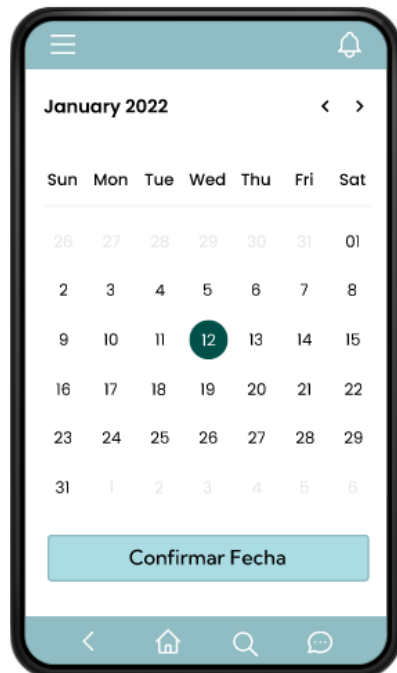 January 2022
Sun Mon Tue Wed Thu Fri Sat
26 27 28 29 30 31 01
2 3 4 5 6 7 8
9 10 11 12 13 14 15
16 17 18 19 20 21 22
23 24 25 26 27 28 29
31 1 2 3 4 5 6
Confirmar Fecha